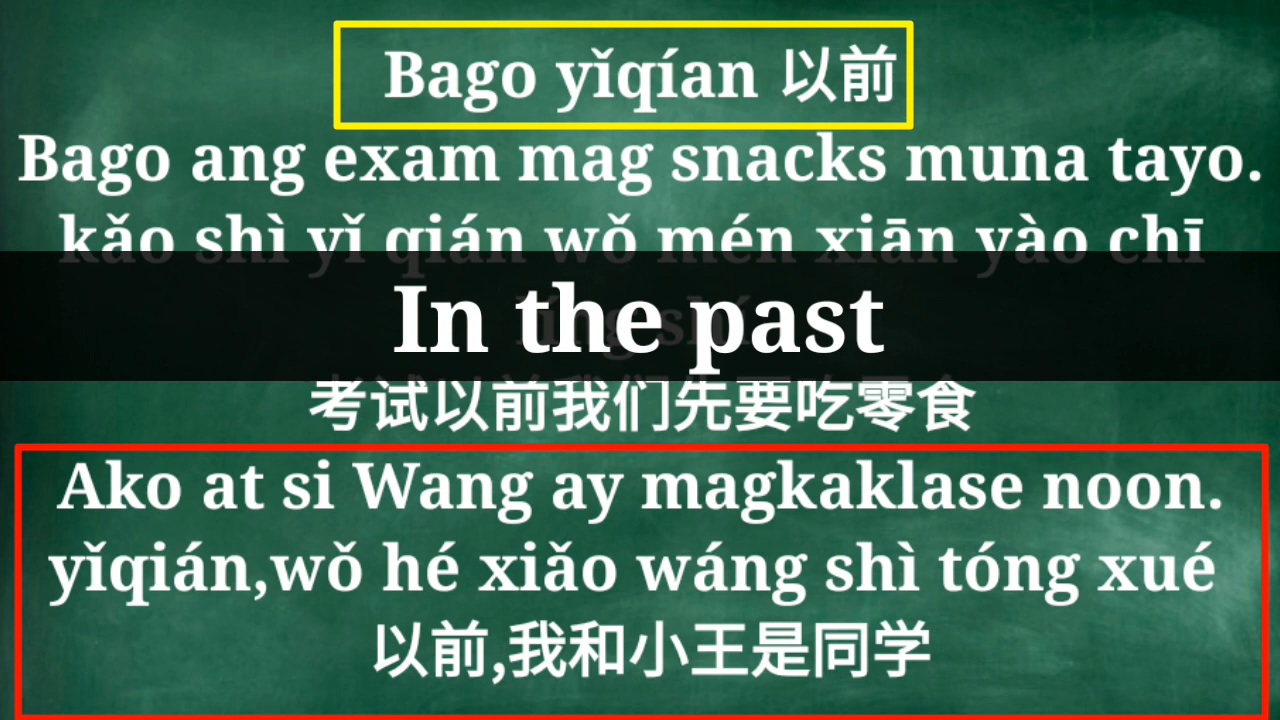 Bago yǐqían 以前
Bago ang exam mag snacks muna tayo.
kǎo shì yǐ qián wǒ mén xiān yào chī
líng shí
In the past
考试以前我们先要吃零食
Ako at si Wang ay magkaklase noon.
yǐqián,wǒ hé xiǎo wáng shì tóng xué
以前,我和小王是同学